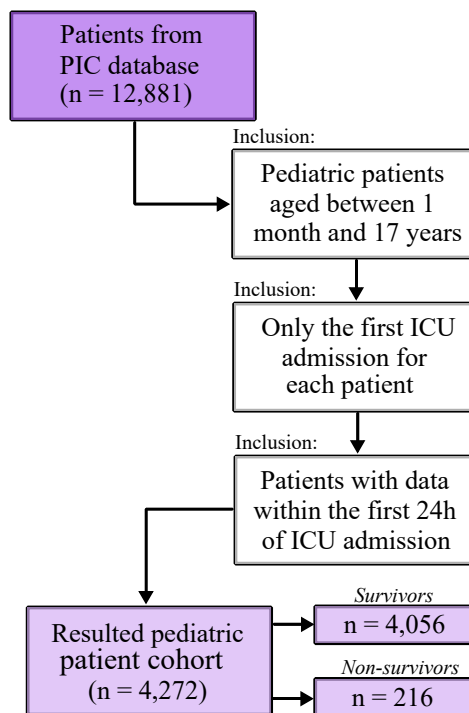 Patients from
PIC database
(n = 12,881)
Inclusion:
Pediatric patients
aged between 1
month and 17 years
Inclusion:
Only the first ICU
admission for
each patient
Inclusion:
Patients with data
within the first 24h
of ICU admission
Resulted pediatric
patient cohort
(n = 4,272)
Survivors
n = 4,056
Non-survivors
n = 216